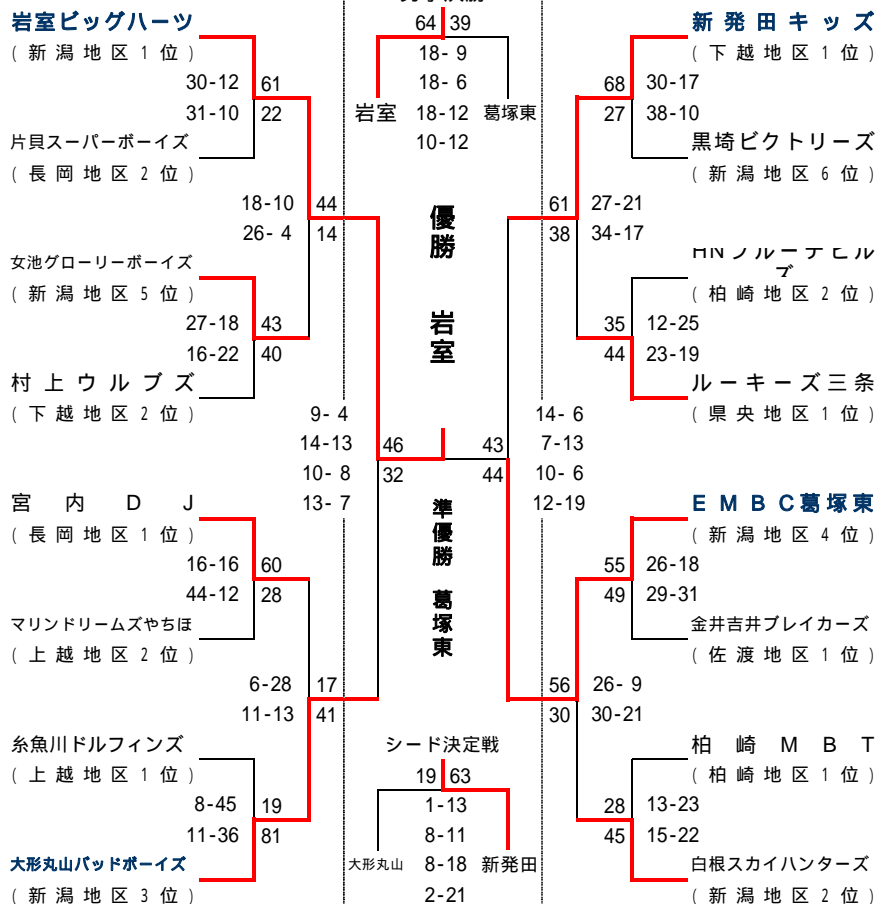 岩室ビッグハーツ
(新潟地区1位)
30-12 61
31-10 22
片貝スーパーボーイズ
(長岡地区2位)
18-10 44
26- 4 14
女池グローリーボーイズ
(新潟地区5位)
27-18 43
16-22 40
村上ウルブズ
(下越地区2位)
9- 4
14-13
10- 8
13- 7
46
32
宮内DJ
(長岡地区1位)
16-16 60
44-12 28
マリンドリームズやちほ
(上越地区2位)
6-28 17
11-13 41
糸魚川ドルフィンズ
(上越地区1位)
8-45 19
11-36 81
大形丸山バッドボーイズ
(新潟地区3位)
64 39
18- 9
18- 6
岩室 18-12 葛塚東
10-12
優勝 岩室
準優勝 葛塚東
シード決定戦
19 63
1-13
8-11
大形丸山 8-18 新発田
2-21
新発田キッズ
(下越地区1位)
68 30-17
27 38-10
黒埼ビクトリーズ
(新潟地区6位)
61 27-21
38 34-17
(柏崎地区2位)
35 12-25
44 23-19
ルーキーズ三条
(県央地区1位)
43
44
14- 6
7-13
10- 6
12-19
EMBC葛塚東
(新潟地区4位)
55 26-18
49 29-31
金井吉井ブレイカーズ
(佐渡地区1位)
56 26- 9
30 30-21
柏崎MBT
(柏崎地区1位)
28 13-23
45 15-22
白根スカイハンターズ
(新潟地区2位)